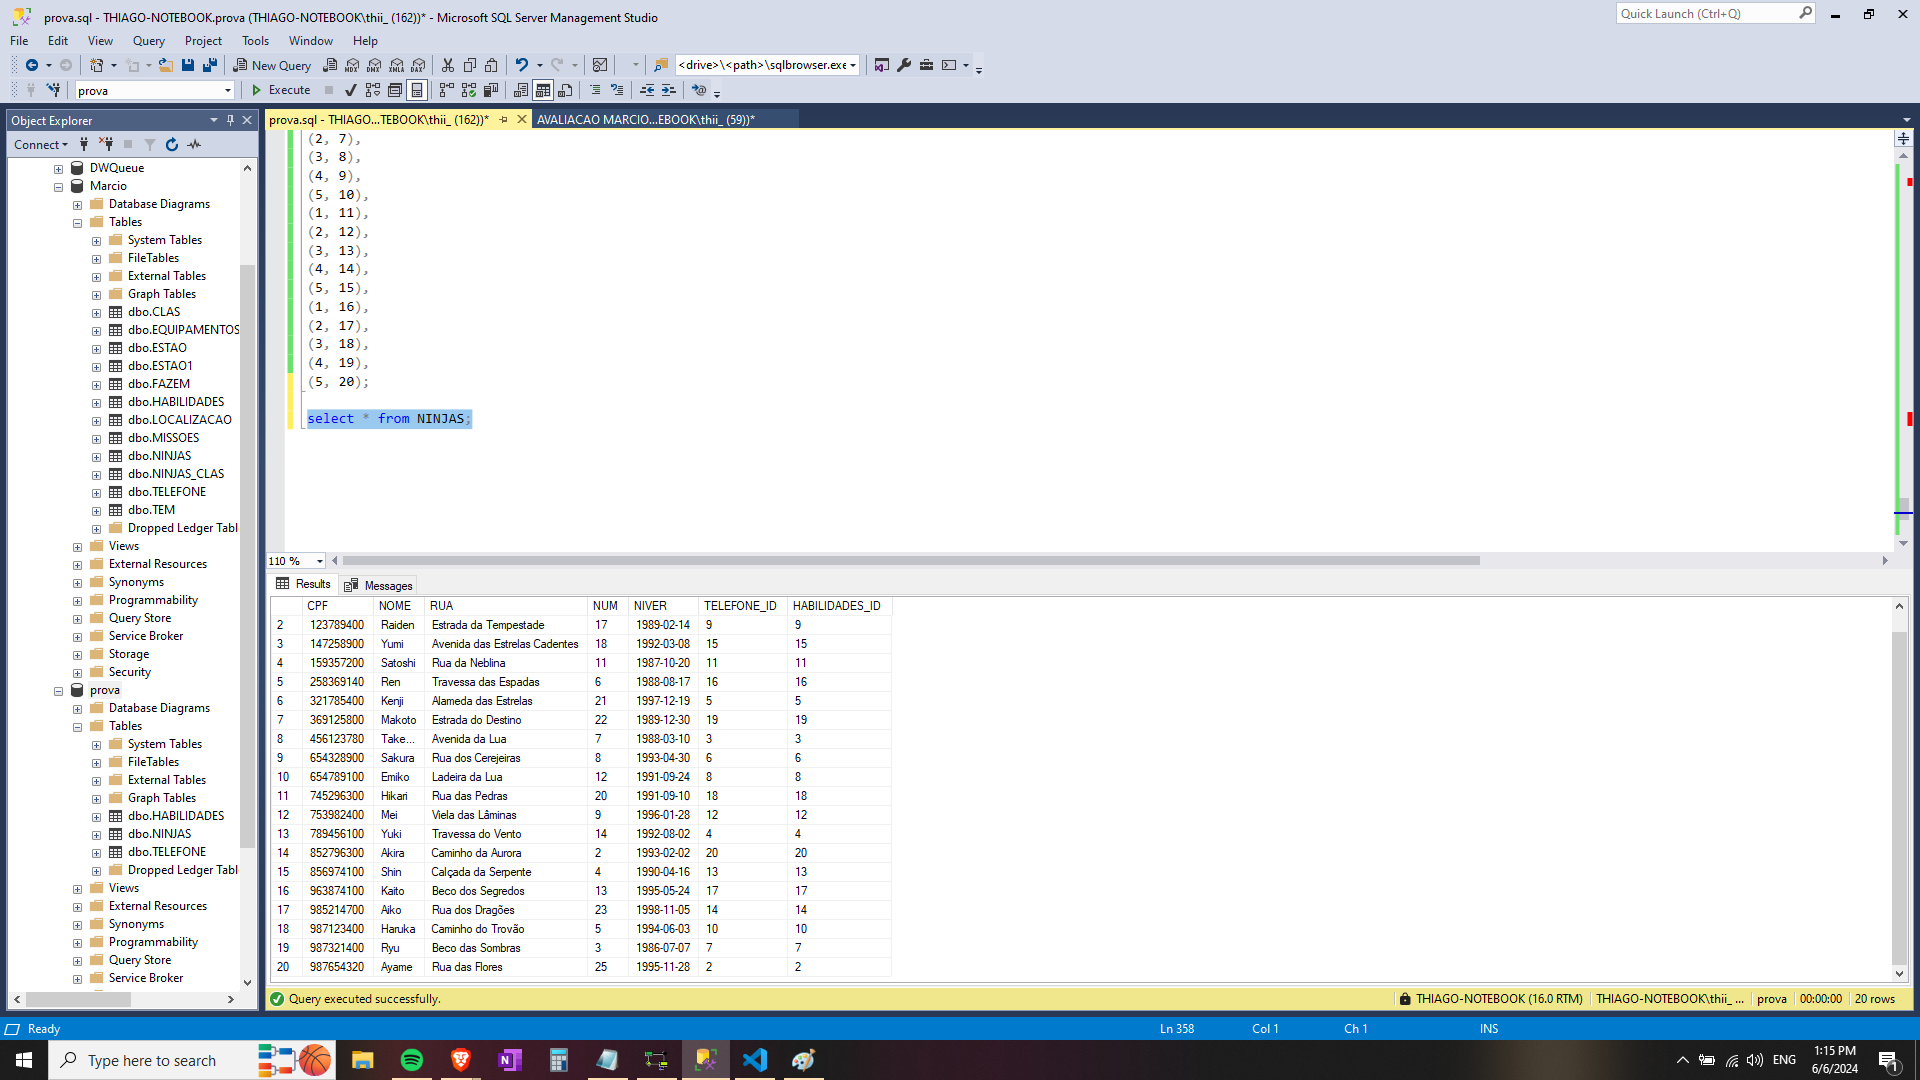 prova.sql - THIAGO-NOTEBOOK.prova (THIAGO-NOTEBOOK\thii_ (162))* - Microsoft SQL Server Management Studio
Quick Launch (Ctrl+Q)
File Edit View Query Project Tools Window Help
New Query MDX DMX XMLA DAX <drive>\<path>\sqlbrowser.exe
prova Execute
Object Explorer
Connect
DWQueue
Marcio
Database Diagrams
Tables
System Tables
FileTables
External Tables
Graph Tables
dbo.CLAS
dbo.EQUIPAMENTOS
dbo.ESTAO
dbo.ESTAO1
dbo.FAZEM
dbo.HABILIDADES
dbo.LOCALIZACAO
dbo.MISSOES
dbo.NINJAS
dbo.NINJAS_CLAS
dbo.TELEFONE
dbo.TEM
Dropped Ledger Tabl
Views
External Resources
Synonyms
Programmability
Query Store
Service Broker
Storage
Security
prova
Database Diagrams
Tables
System Tables
FileTables
External Tables
Graph Tables
dbo.HABILIDADES
dbo.NINJAS
dbo.TELEFONE
Dropped Ledger Tabl
Views
External Resources
Synonyms
Programmability
Query Store
Service Broker
prova.sql - THIAGO...TEBOOK\thii_ (162))* AVALIACAO MARCIO...EBOOK\thii_ (59))*
(2, 7),
(3, 8),
(4, 9),
(5, 10),
(1, 11),
(2, 12),
(3, 13),
(4, 14),
(5, 15),
(1, 16),
(2, 17),
(3, 18),
(4, 19),
(5, 20);
select * from NINJAS;
110 %
Results Messages
CPF NOME RUA NUM NIVER TELEFONE_ID HABILIDADES_ID
2 123789400 Raiden Estrada da Tempestade 17 1989-02-14 9 9
3 147258900 Yumi Avenida das Estrelas Cadentes 18 1992-03-08 15 15
4 159357200 Satoshi Rua da Neblina 11 1987-10-20 11 11
5 258369140 Ren Travessa das Espadas 6 1988-08-17 16 16
6 321785400 Kenji Alameda das Estrelas 21 1997-12-19 5 5
7 369125800 Makoto Estrada do Destino 22 1989-12-30 19 19
8 456123780 Take... Avenida da Lua 7 1988-03-10 3 3
9 654328900 Sakura Rua dos Cerejeiras 8 1993-04-30 6 6
10 654789100 Emiko Ladeira da Lua 12 1991-09-24 8 8
11 745296300 Hikari Rua das Pedras 20 1991-09-10 18 18
12 753982400 Mei Viela das Lâminas 9 1996-01-28 12 12
13 789456100 Yuki Travessa do Vento 14 1992-08-02 4 4
14 852796300 Akira Caminho da Aurora 2 1993-02-02 20 20
15 856974100 Shin Calçada da Serpente 4 1990-04-16 13 13
16 963874100 Kaito Beco dos Segredos 13 1995-05-24 17 17
17 985214700 Aiko Rua dos Dragões 23 1998-11-05 14 14
18 987123400 Haruka Caminho do Trovão 5 1994-06-03 10 10
19 987321400 Ryu Beco das Sombras 3 1986-07-07 7 7
20 987654320 Ayame Rua das Flores 25 1995-11-28 2 2
Query executed successfully. THIAGO-NOTEBOOK (16.0 RTM) THIAGO-NOTEBOOK\thii_ ... prova 00:00:00 20 rows
Ready Ln 358 Col 1 Ch 1 INS
Type here to search
ENG
1:15 PM
6/6/2024
1